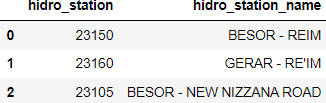 hidro_station hidro_station_name
0 23150 BESOR - REIM
1 23160 GERAR - RE'IM
2 23105 BESOR - NEW NIZZANA ROAD